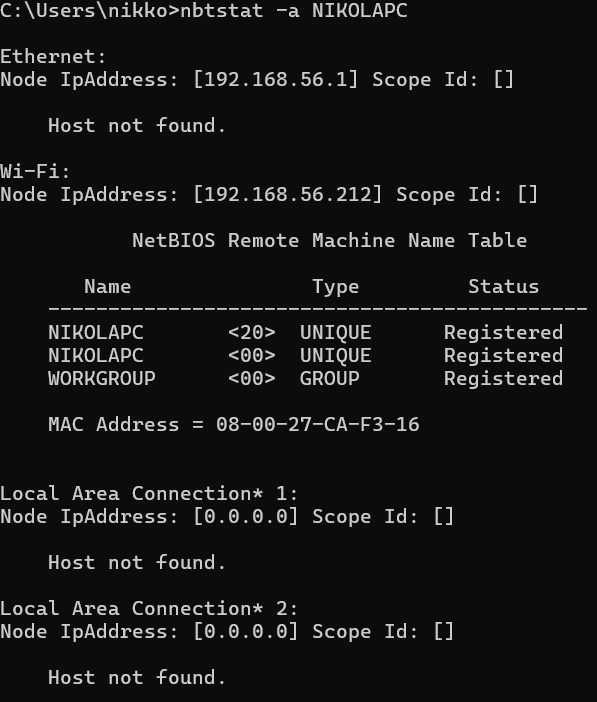 C:\Users\nikko>nbtstat -a NIKOLAPC
Ethernet:
Node IpAddress: [192.168.56.1] Scope Id: []
Host not found.
Wi-Fi:
Node IpAddress: [192.168.56.212] Scope Id: []
NetBIOS Remote Machine Name Table
Name Type Status
---------------------------------------------
NIKOLAPC <20> UNIQUE Registered
NIKOLAPC <00> UNIQUE Registered
WORKGROUP <00> GROUP Registered
MAC Address = 08-00-27-CA-F3-16
Local Area Connection* 1:
Node IpAddress: [0.0.0.0] Scope Id: []
Host not found.
Local Area Connection* 2:
Node IpAddress: [0.0.0.0] Scope Id: []
Host not found.